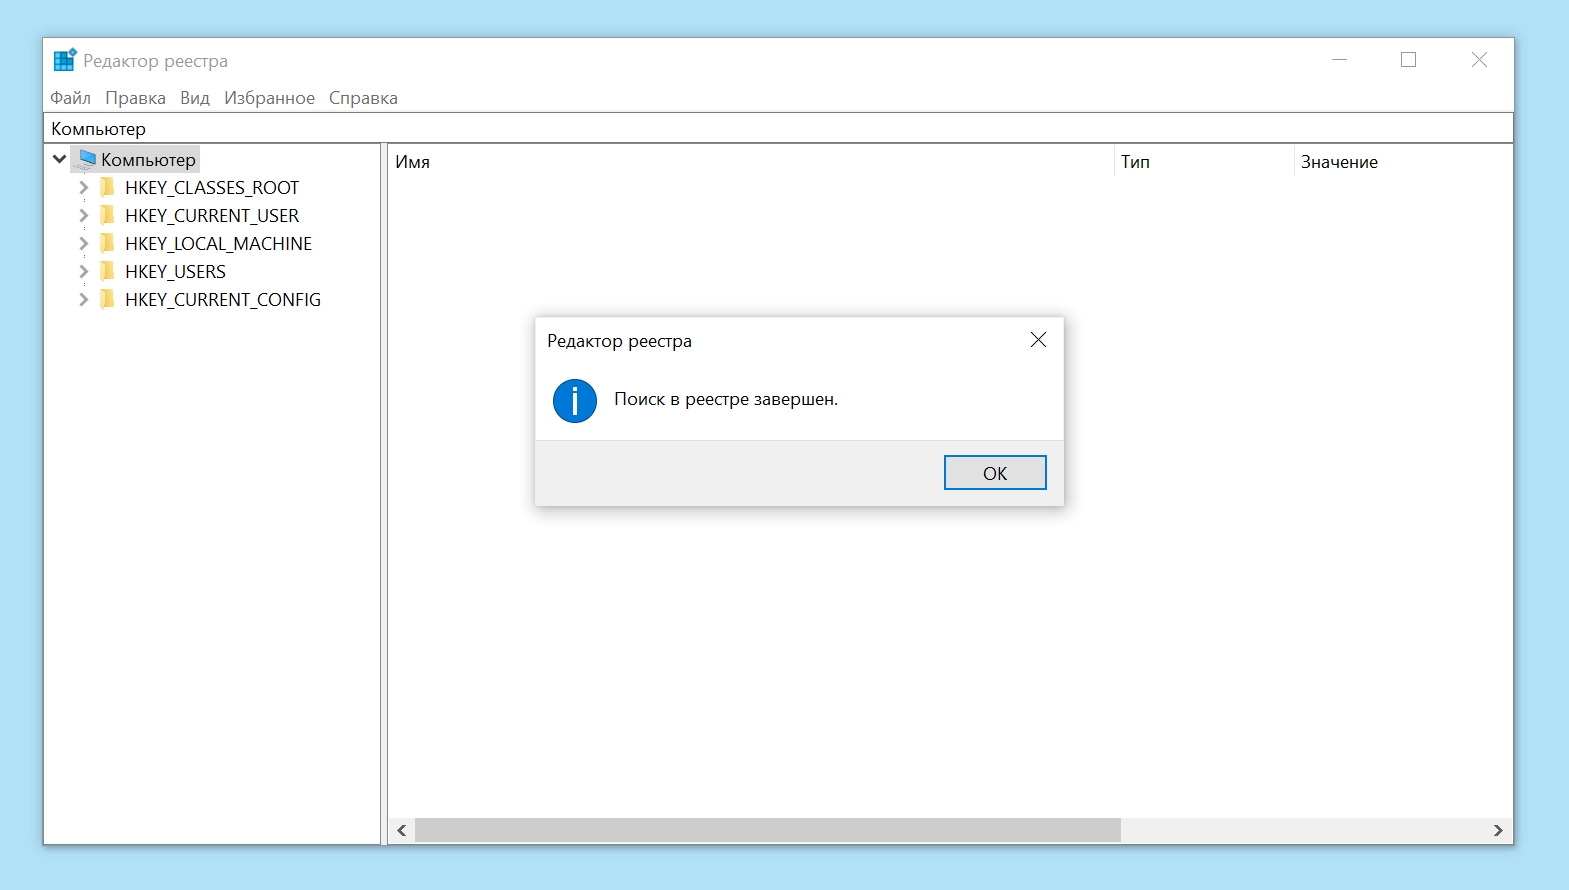 Редактор реестра
Файл Правка Вид Избранное Справка
Компьютер
Компьютер
HKEY_CLASSES_ROOT
HKEY_CURRENT_USER
HKEY_LOCAL_MACHINE
HKEY_USERS
HKEY_CURRENT_CONFIG
Имя Тип Значение
Редактор реестра
Поиск в реестре завершен.
OK